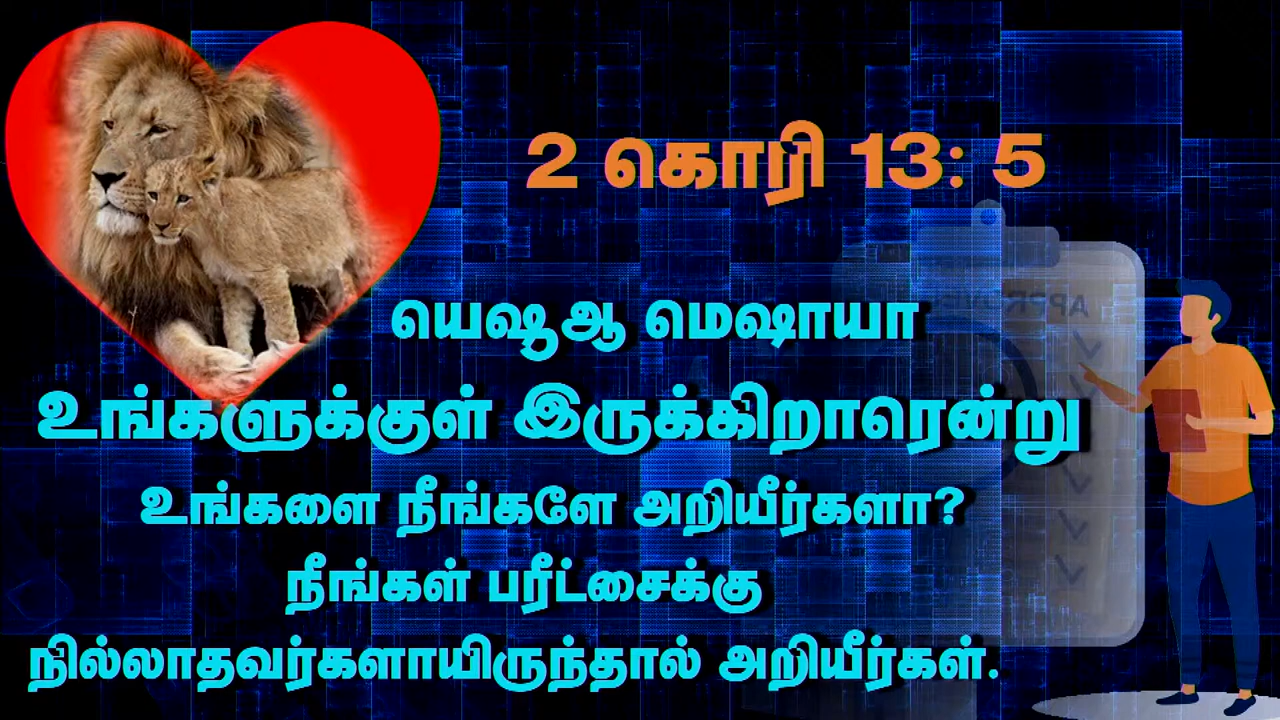 2 கொரி 13: 5
யெஷூஆ மெஷாயா
உங்களுக்குள் இருக்கிறாரென்று
உங்களை நீங்களே அறியீர்களா?
நீங்கள் பரீட்சைக்கு
நில்லாதவர்களாயிருந்தால் அறியீர்கள்.